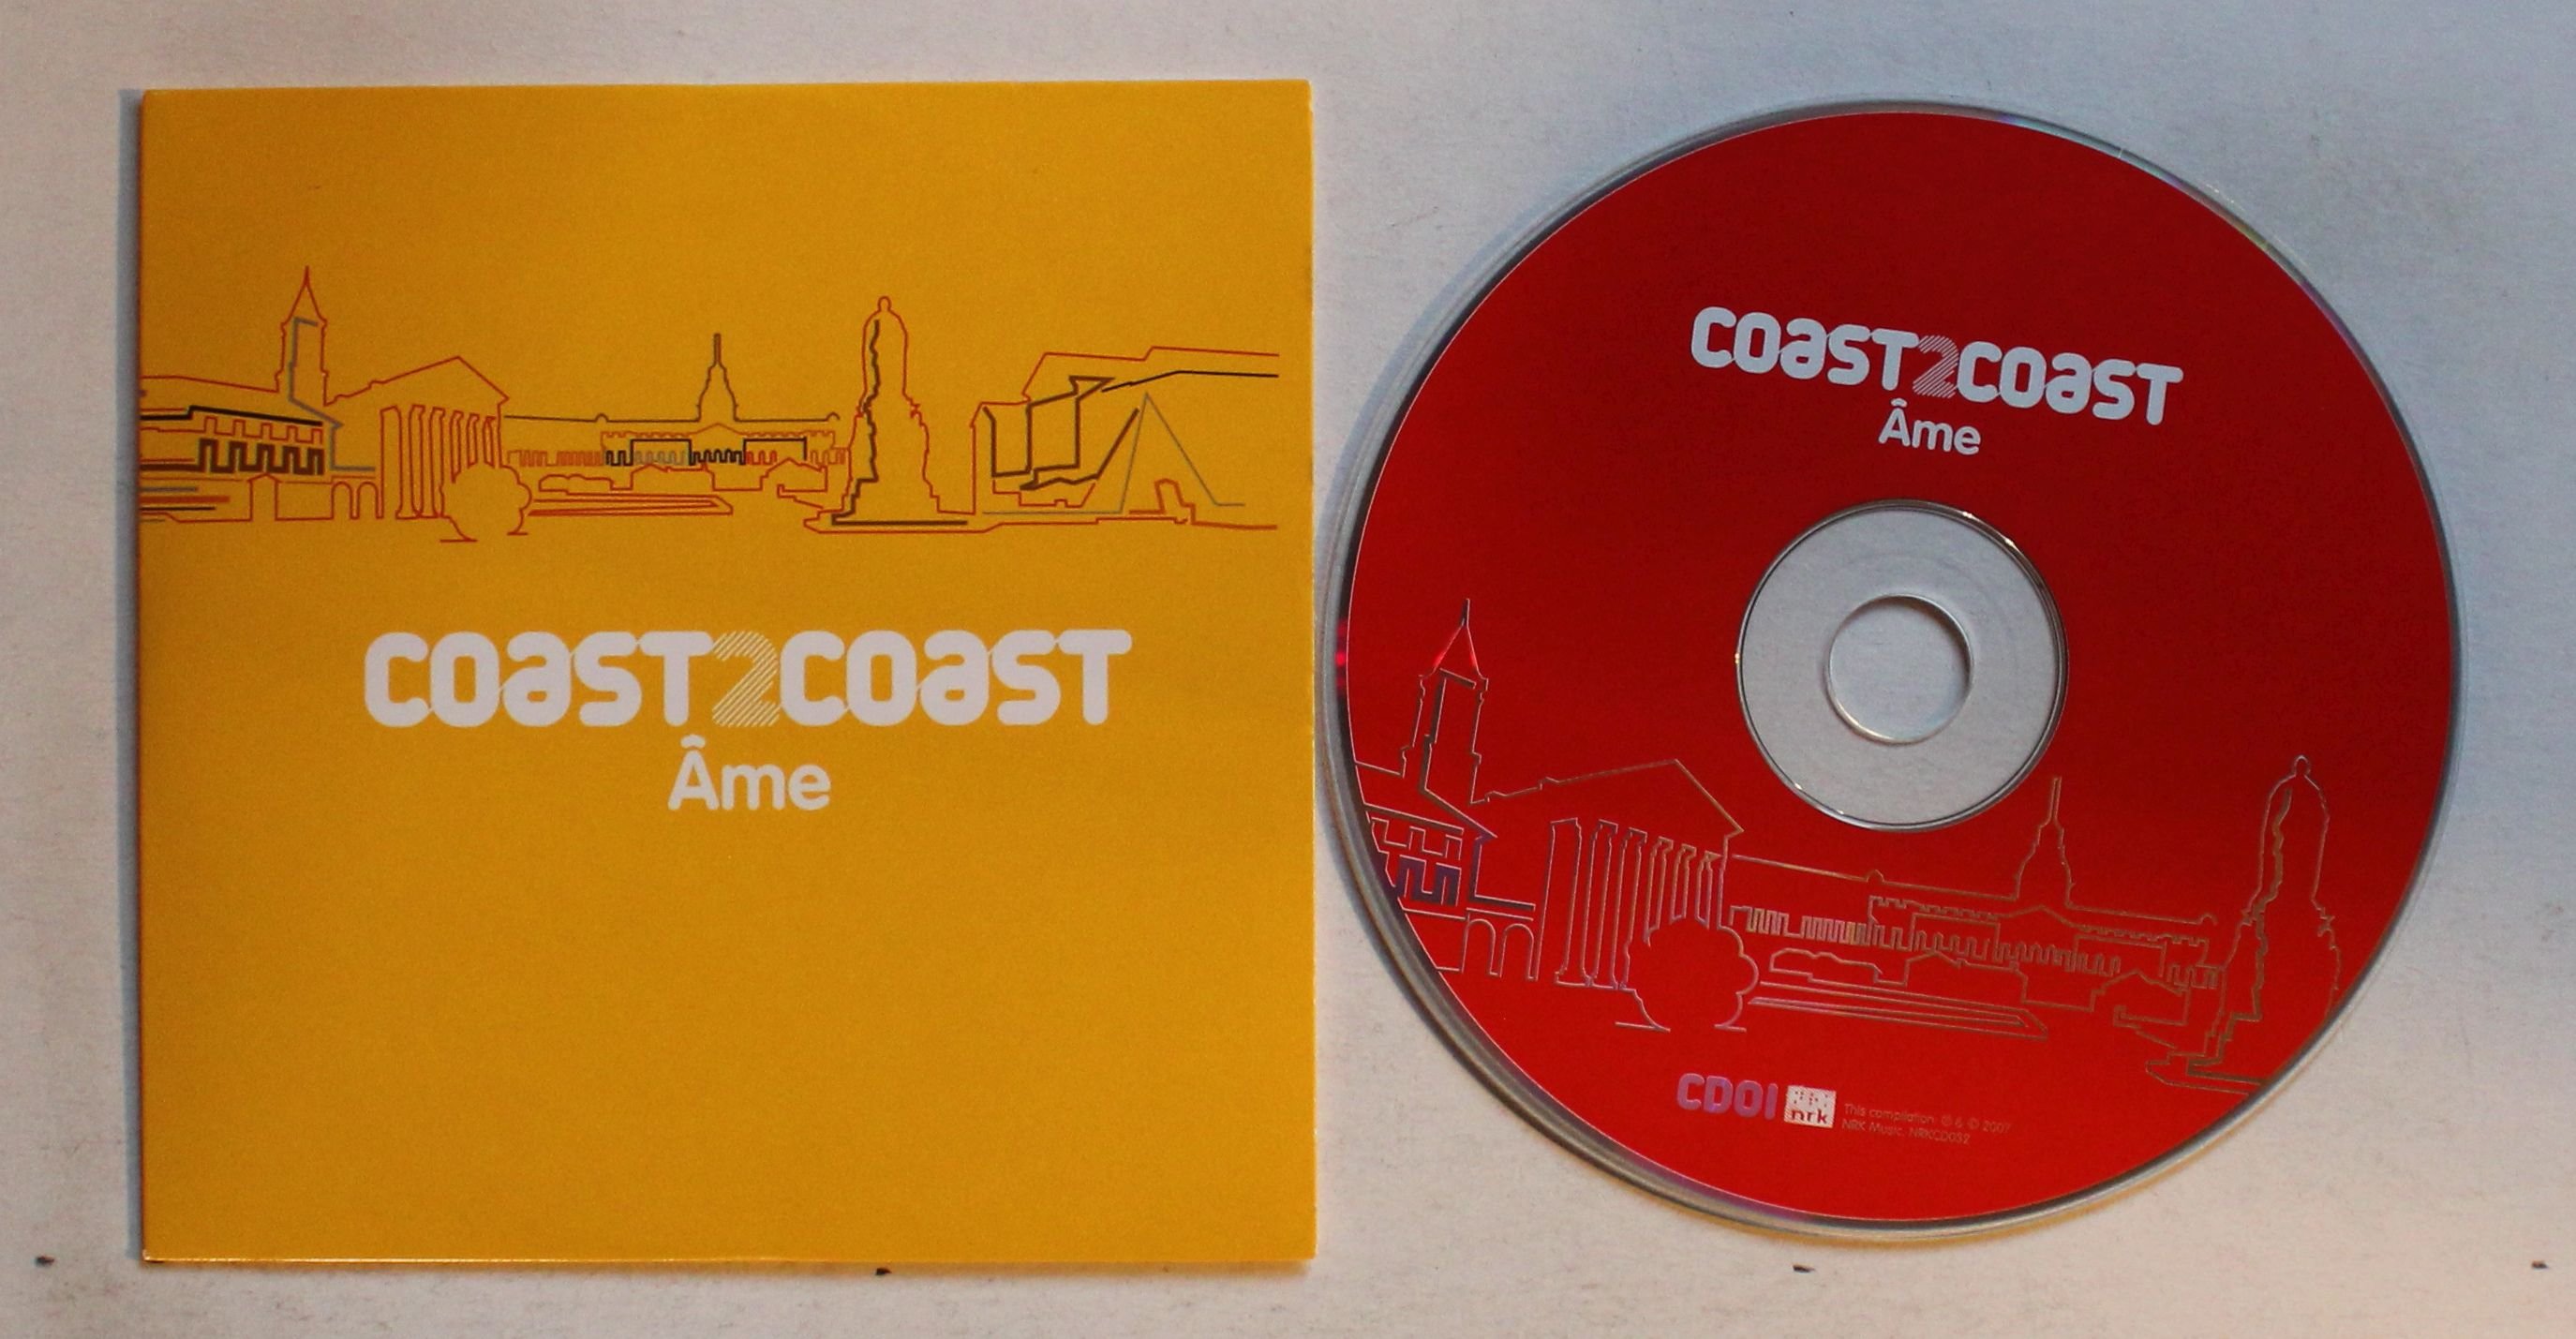 coast2coast
Âme
coast2coast
Âme
CD01 nrk
This compilation ℗ & © 2007
NRK Music. NRKCD032